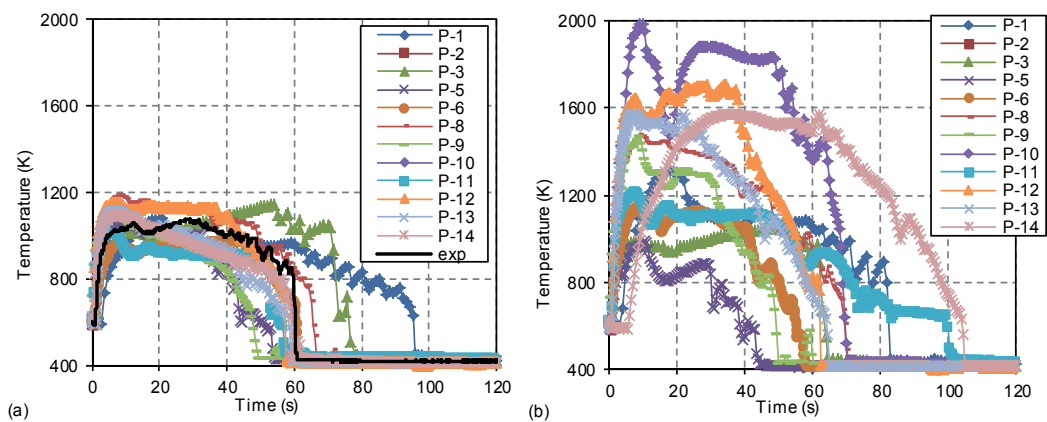 2000
1600
1200
800
400
Temperature (K)
0
20
40
60
80
100
120
Time (s)
(a)
P-1
P-2
P-3
P-5
P-6
P-8
P-9
P-10
P-11
P-12
P-13
P-14
exp
2000
1600
1200
800
400
Temperature (K)
0
20
40
60
80
100
120
Time (s)
(b)
P-1
P-2
P-3
P-5
P-6
P-8
P-9
P-10
P-11
P-12
P-13
P-14